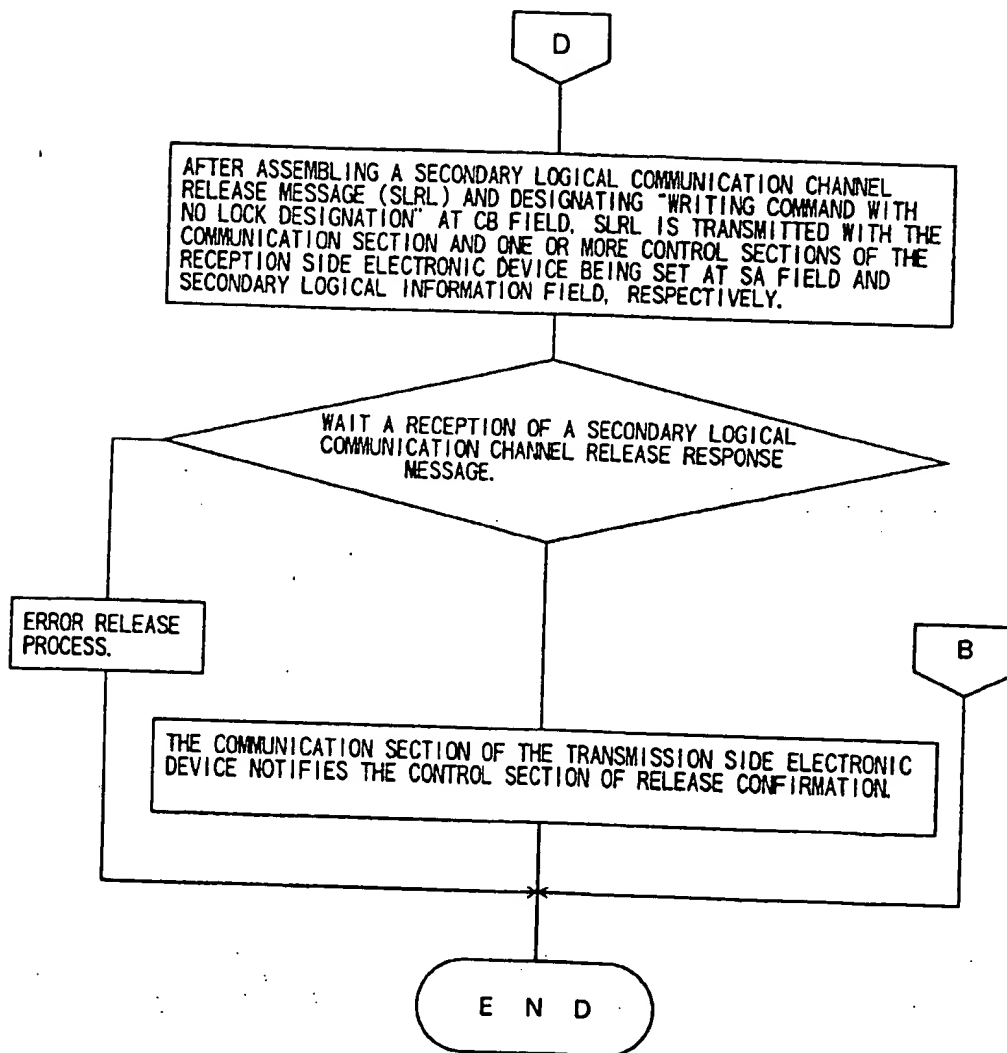 D
AFTER ASSEMBLING A SECONDARY LOGICAL COMMUNICATION CHANNEL
RELEASE MESSAGE (SLRL) AND DESIGNATING "WRITING COMMAND WITH
NO LOCK DESIGNATION" AT CB FIELD, SLRL IS TRANSMITTED WITH THE
COMMUNICATION SECTION AND ONE OR MORE CONTROL SECTIONS OF THE
RECEPTION SIDE ELECTRONIC DEVICE BEING SET AT SA FIELD AND
SECONDARY LOGICAL INFORMATION FIELD, RESPECTIVELY.
WAIT A RECEPTION OF A SECONDARY LOGICAL
COMMUNICATION CHANNEL RELEASE RESPONSE
MESSAGE.
ERROR RELEASE
PROCESS.
B
THE COMMUNICATION SECTION OF THE TRANSMISSION SIDE ELECTRONIC
DEVICE NOTIFIES THE CONTROL SECTION OF RELEASE CONFIRMATION.
E N D